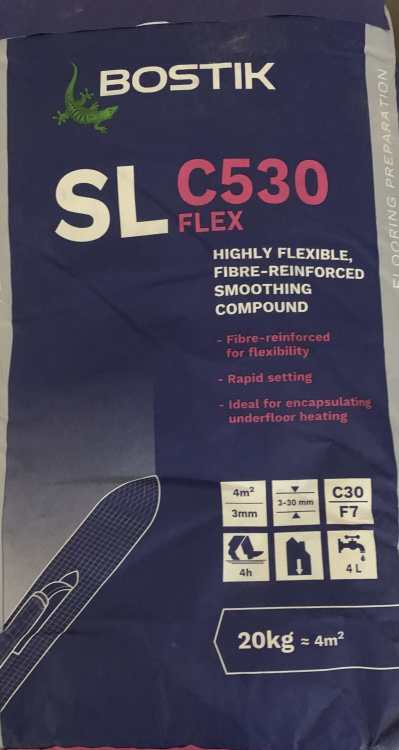 BOSTIK
SL C530
FLEX
HIGHLY FLEXIBLE,
FIBRE-REINFORCED
SMOOTHING
COMPOUND
- Fibre-reinforced
for flexibility
- Rapid setting
- Ideal for encapsulating
underfloor heating
4m²
3mm
3-30 mm
C30
F7
4h
4 L
20kg ≈ 4m²
FLOORING PREPARATION